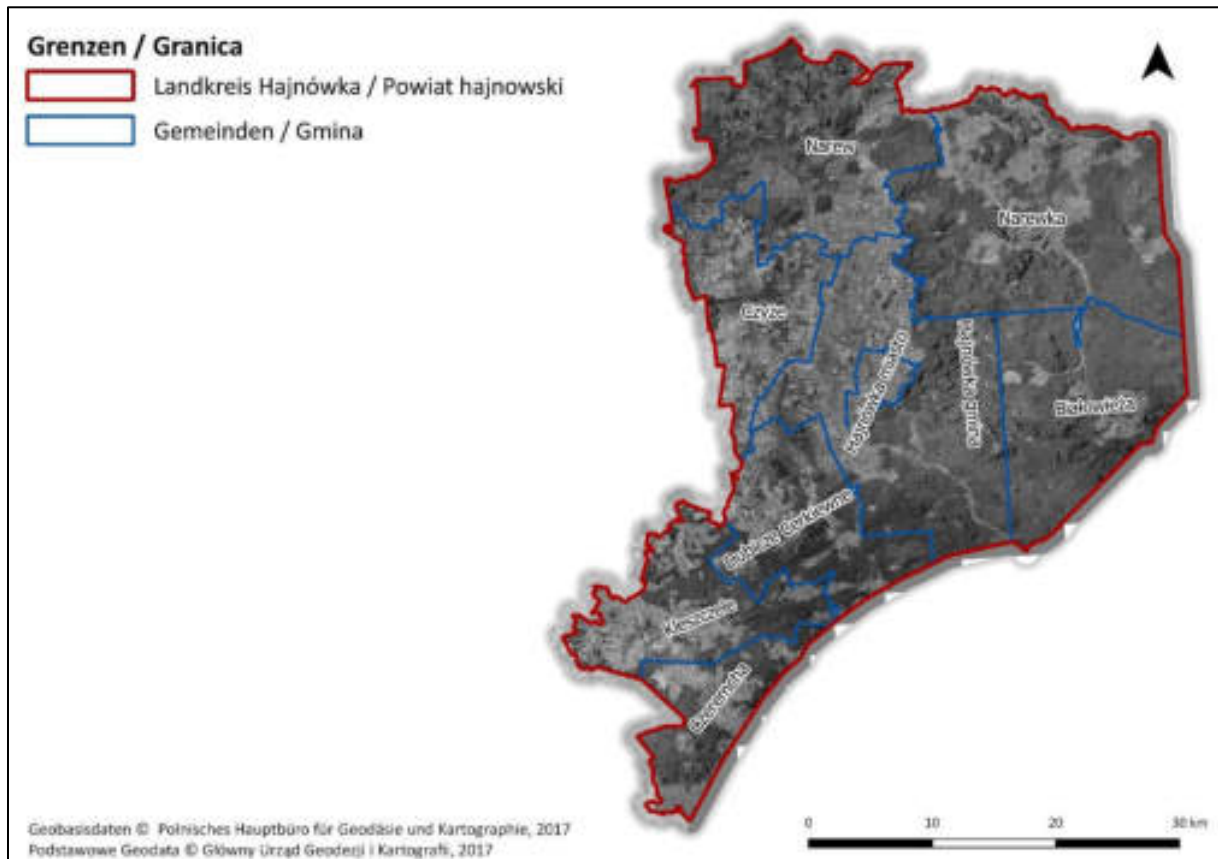 Grenzen / Granica
Landkreis Hajnówka / Powiat hajnowski
Gemeinden / Gmina
Narew
Narewka
Czyże
Hajnówka miasto
Hajnówka gmina
Białowieża
Dubicze Cerkiewne
Kleszczele
Czeremcha
Geobasisdaten © Polnisches Hauptbüro für Geodäsie und Kartographie, 2017
Podstawowe Geodata © Główny Urząd Geodezji i Kartografii, 2017
0 10 20 30 km